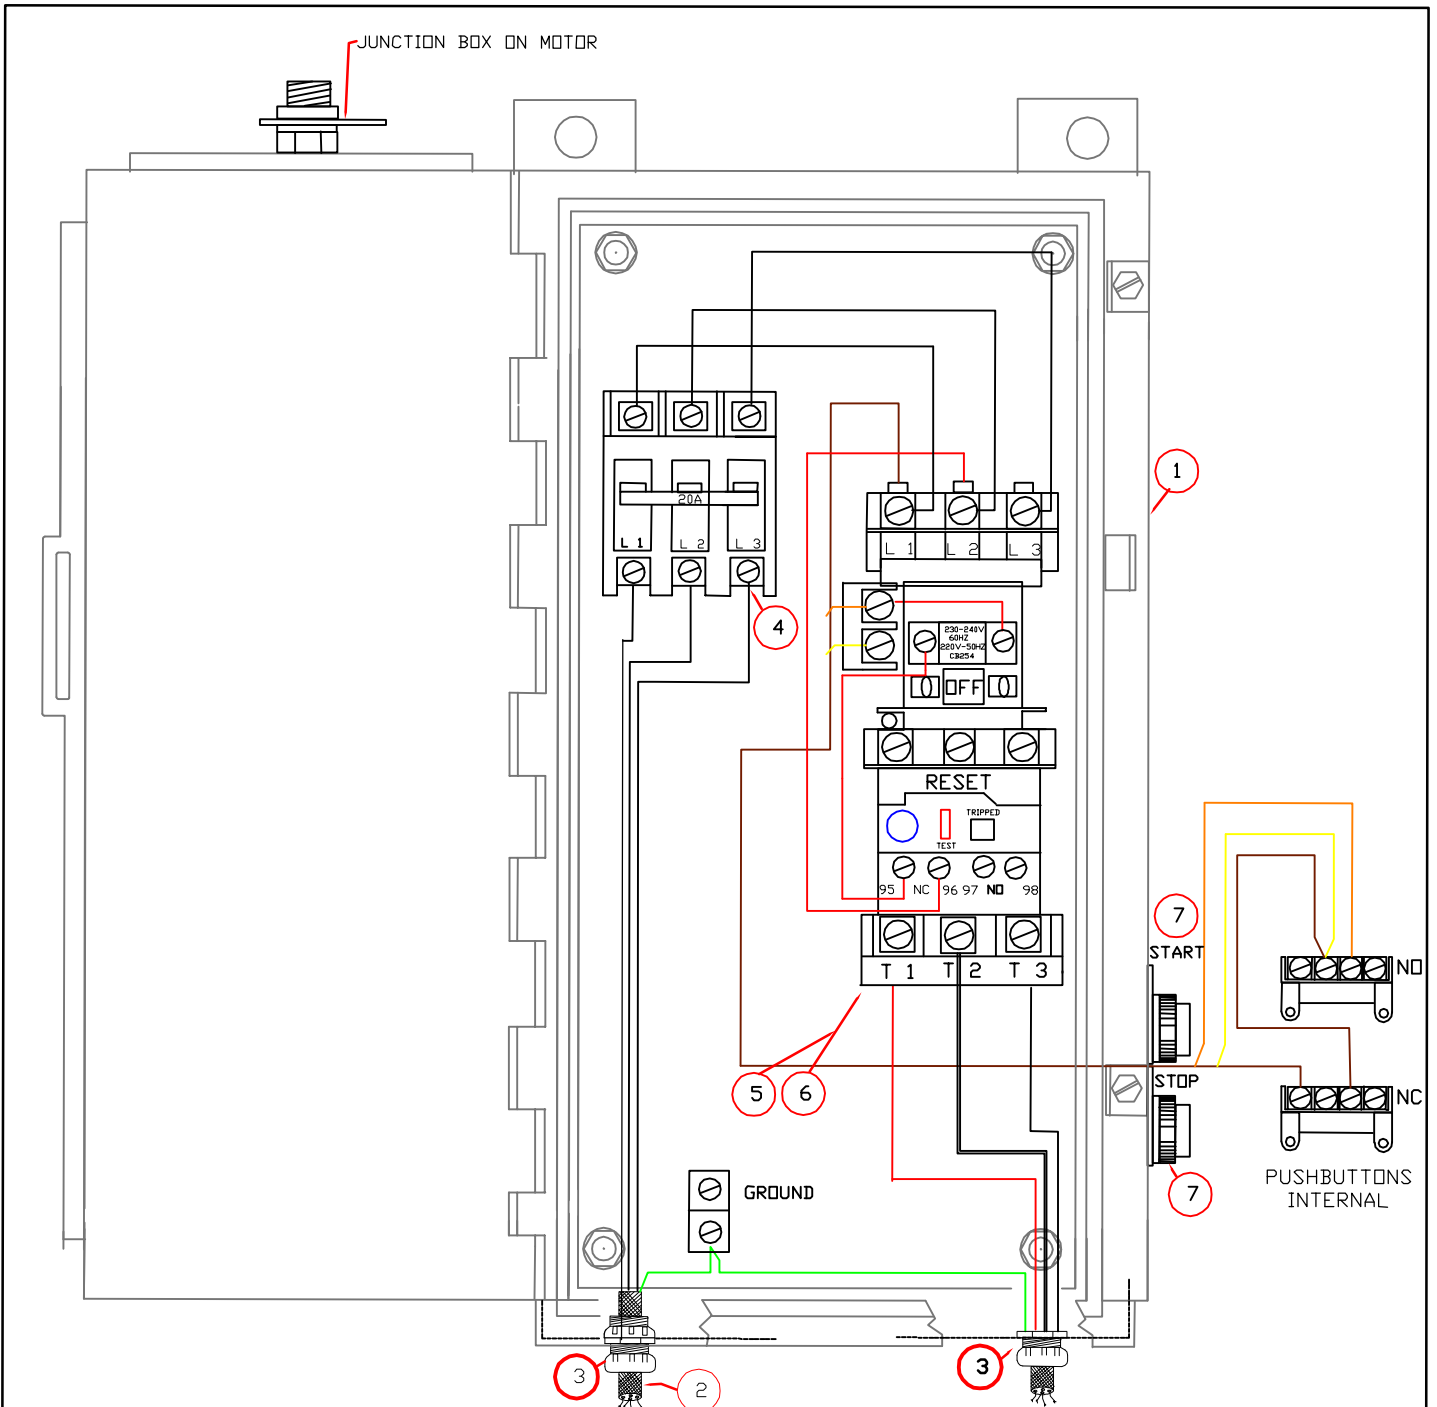 JUNCTION BOX ON MOTOR
1
20A
L 1 L 2 L 3
L 1 L 2 L 3
4
230-240V
60HZ
220V-50HZ
CB254
OFF
RESET
TRIPPED
TEST
95 NC 96 97 NO 98
7
START
NO
T 1 T 2 T 3
5 6
STOP
NC
PUSHBUTTONS
INTERNAL
7
GROUND
3
2
3